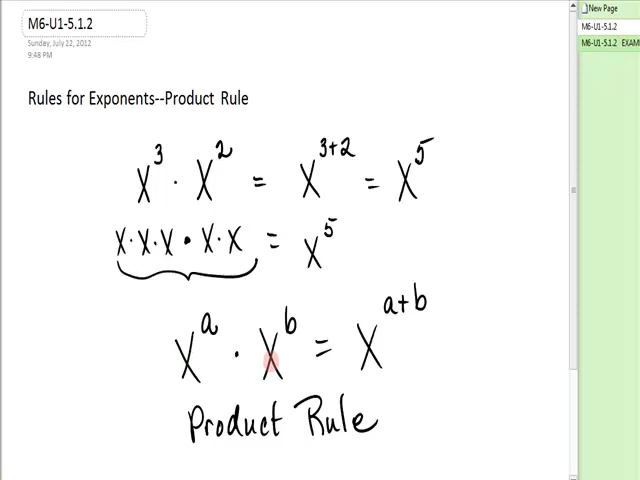 M6-U1-5.1.2
New Page
M6-U1-5.1.2
Sunday, July 22, 2012
M6-U1-5.1.2 EXAM
9:48 PM
Rules for Exponents--Product Rule
X³ · X² = X³⁺² = X⁵
X·X·X • X·X = X⁵
Xᵃ · Xᵇ = Xᵃ⁺ᵇ
Product Rule